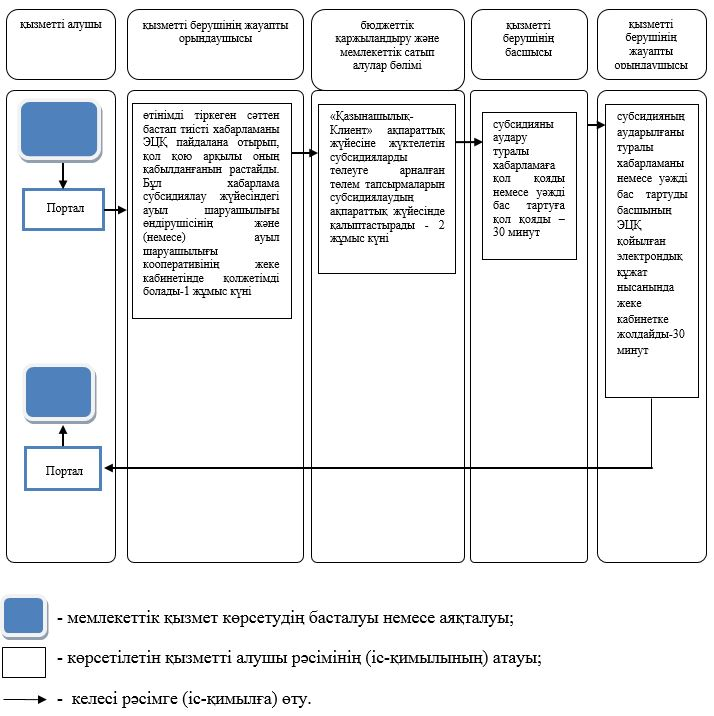 қызметті алушы
қызметті берушінің жауапты
орындаушысы
бюджеттік
қаржыландыру және
мемлекеттік сатып
алулар бөлімі
қызметті
берушінің
басшысы
қызметті
берушінің
жауапты
орындаушысы
Портал
өтінімді тіркеген сәттен
бастап тиісті хабарламаны
ЭЦҚ пайдалана отырып,
қол қою арқылы оның
қабылданғанын растайды.
Бұл хабарлама
субсидиялау жүйесіндегі
ауыл шаруашылығы
өндірушісінің және
(немесе) ауыл
шаруашылығы
кооперативінің жеке
кабинетінде қолжетімді
болады-1 жұмыс күні
«Қазынашылық-
Клиент» ақпараттық
жүйесіне жүктелетін
субсидияларды
төлеуге арналған
төлем тапсырмаларын
субсидиялаудың
ақпараттық жүйесінде
қалыптастырады - 2
жұмыс күні
субсидияны
аудару
туралы
хабарламаға
қол қояды
немесе уәжді
бас тартуға
қол қояды –
30 минут
субсидияның
аударылғаны
туралы
хабарламаны
немесе уәжді
бас тартуды
басшының
ЭЦҚ
қойылған
электрондық
құжат
нысанында
жеке
кабинетке
жолдайды-30
минут
Портал
- мемлекеттік қызмет көрсетудің басталуы немесе аяқталуы;
- көрсетілетін қызметті алушы рәсімінің (іс-қимылының) атауы;
- келесі рәсімге (іс-қимылға) өту.